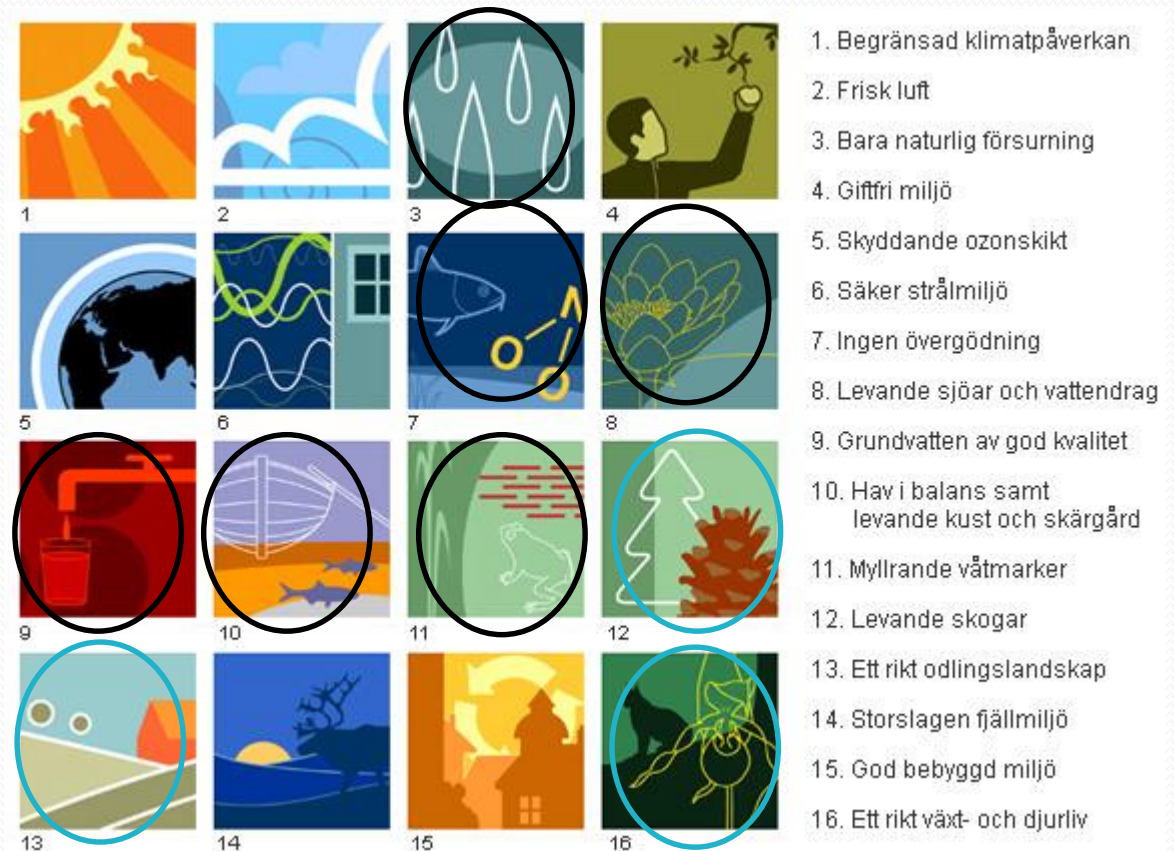 1
2
3
4
5
6
7
8
9
10
11
12
13
14
15
16
N
O
O
1. Begränsad klimatpåverkan
2. Frisk luft
3. Bara naturlig försurning
4. Giftfri miljö
5. Skyddande ozonskikt
6. Säker strålmiljö
7. Ingen övergödning
8. Levande sjöar och vattendrag
9. Grundvatten av god kvalitet
10. Hav i balans samt
levande kust och skärgård
11. Myllrande våtmarker
12. Levande skogar
13. Ett rikt odlingslandskap
14. Storslagen fjällmiljö
15. God bebyggd miljö
16. Ett rikt växt- och djurliv